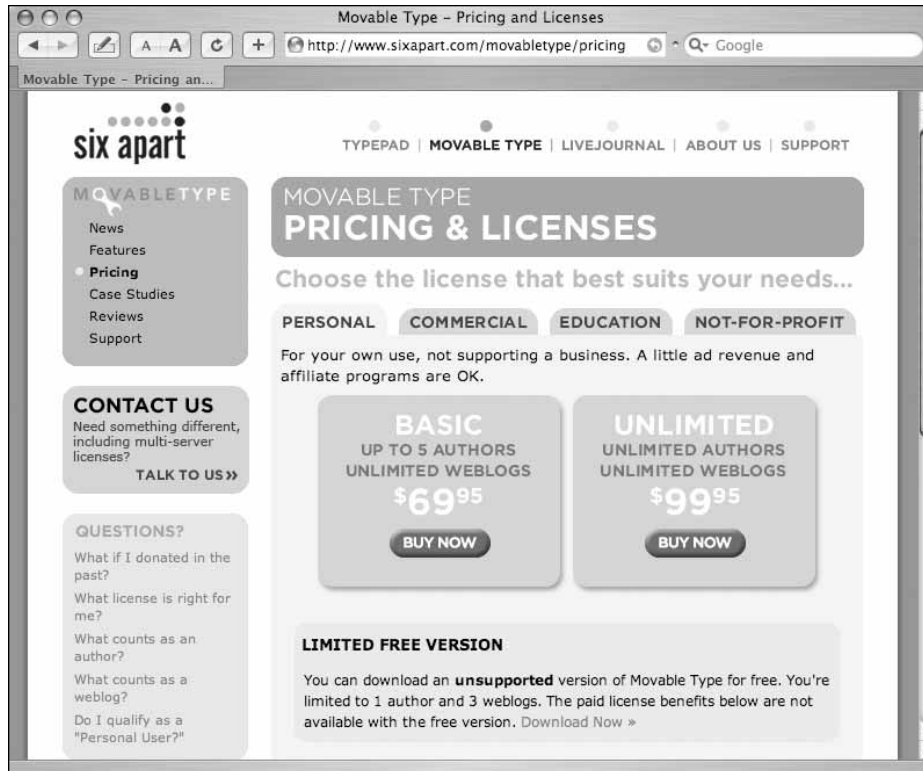 Movable Type – Pricing and Licenses
A A + http://www.sixapart.com/movabletype/pricing Google
Movable Type – Pricing an...
six apart
TYPEPAD | MOVABLE TYPE | LIVEJOURNAL | ABOUT US | SUPPORT
MOVABLETYPE
News
Features
Pricing
Case Studies
Reviews
Support
CONTACT US
Need something different,
including multi-server
licenses?
TALK TO US»
QUESTIONS?
What if I donated in the
past?
What license is right for
me?
What counts as an
author?
What counts as a
weblog?
Do I qualify as a
"Personal User?"
MOVABLE TYPE
PRICING & LICENSES
Choose the license that best suits your needs...
PERSONAL COMMERCIAL EDUCATION NOT-FOR-PROFIT
For your own use, not supporting a business. A little ad revenue and
affiliate programs are OK.
BASIC
UP TO 5 AUTHORS
UNLIMITED WEBLOGS
$6995
BUY NOW
UNLIMITED
UNLIMITED AUTHORS
UNLIMITED WEBLOGS
$9995
BUY NOW
LIMITED FREE VERSION
You can download an unsupported version of Movable Type for free. You're
limited to 1 author and 3 weblogs. The paid license benefits below are not
available with the free version. Download Now »